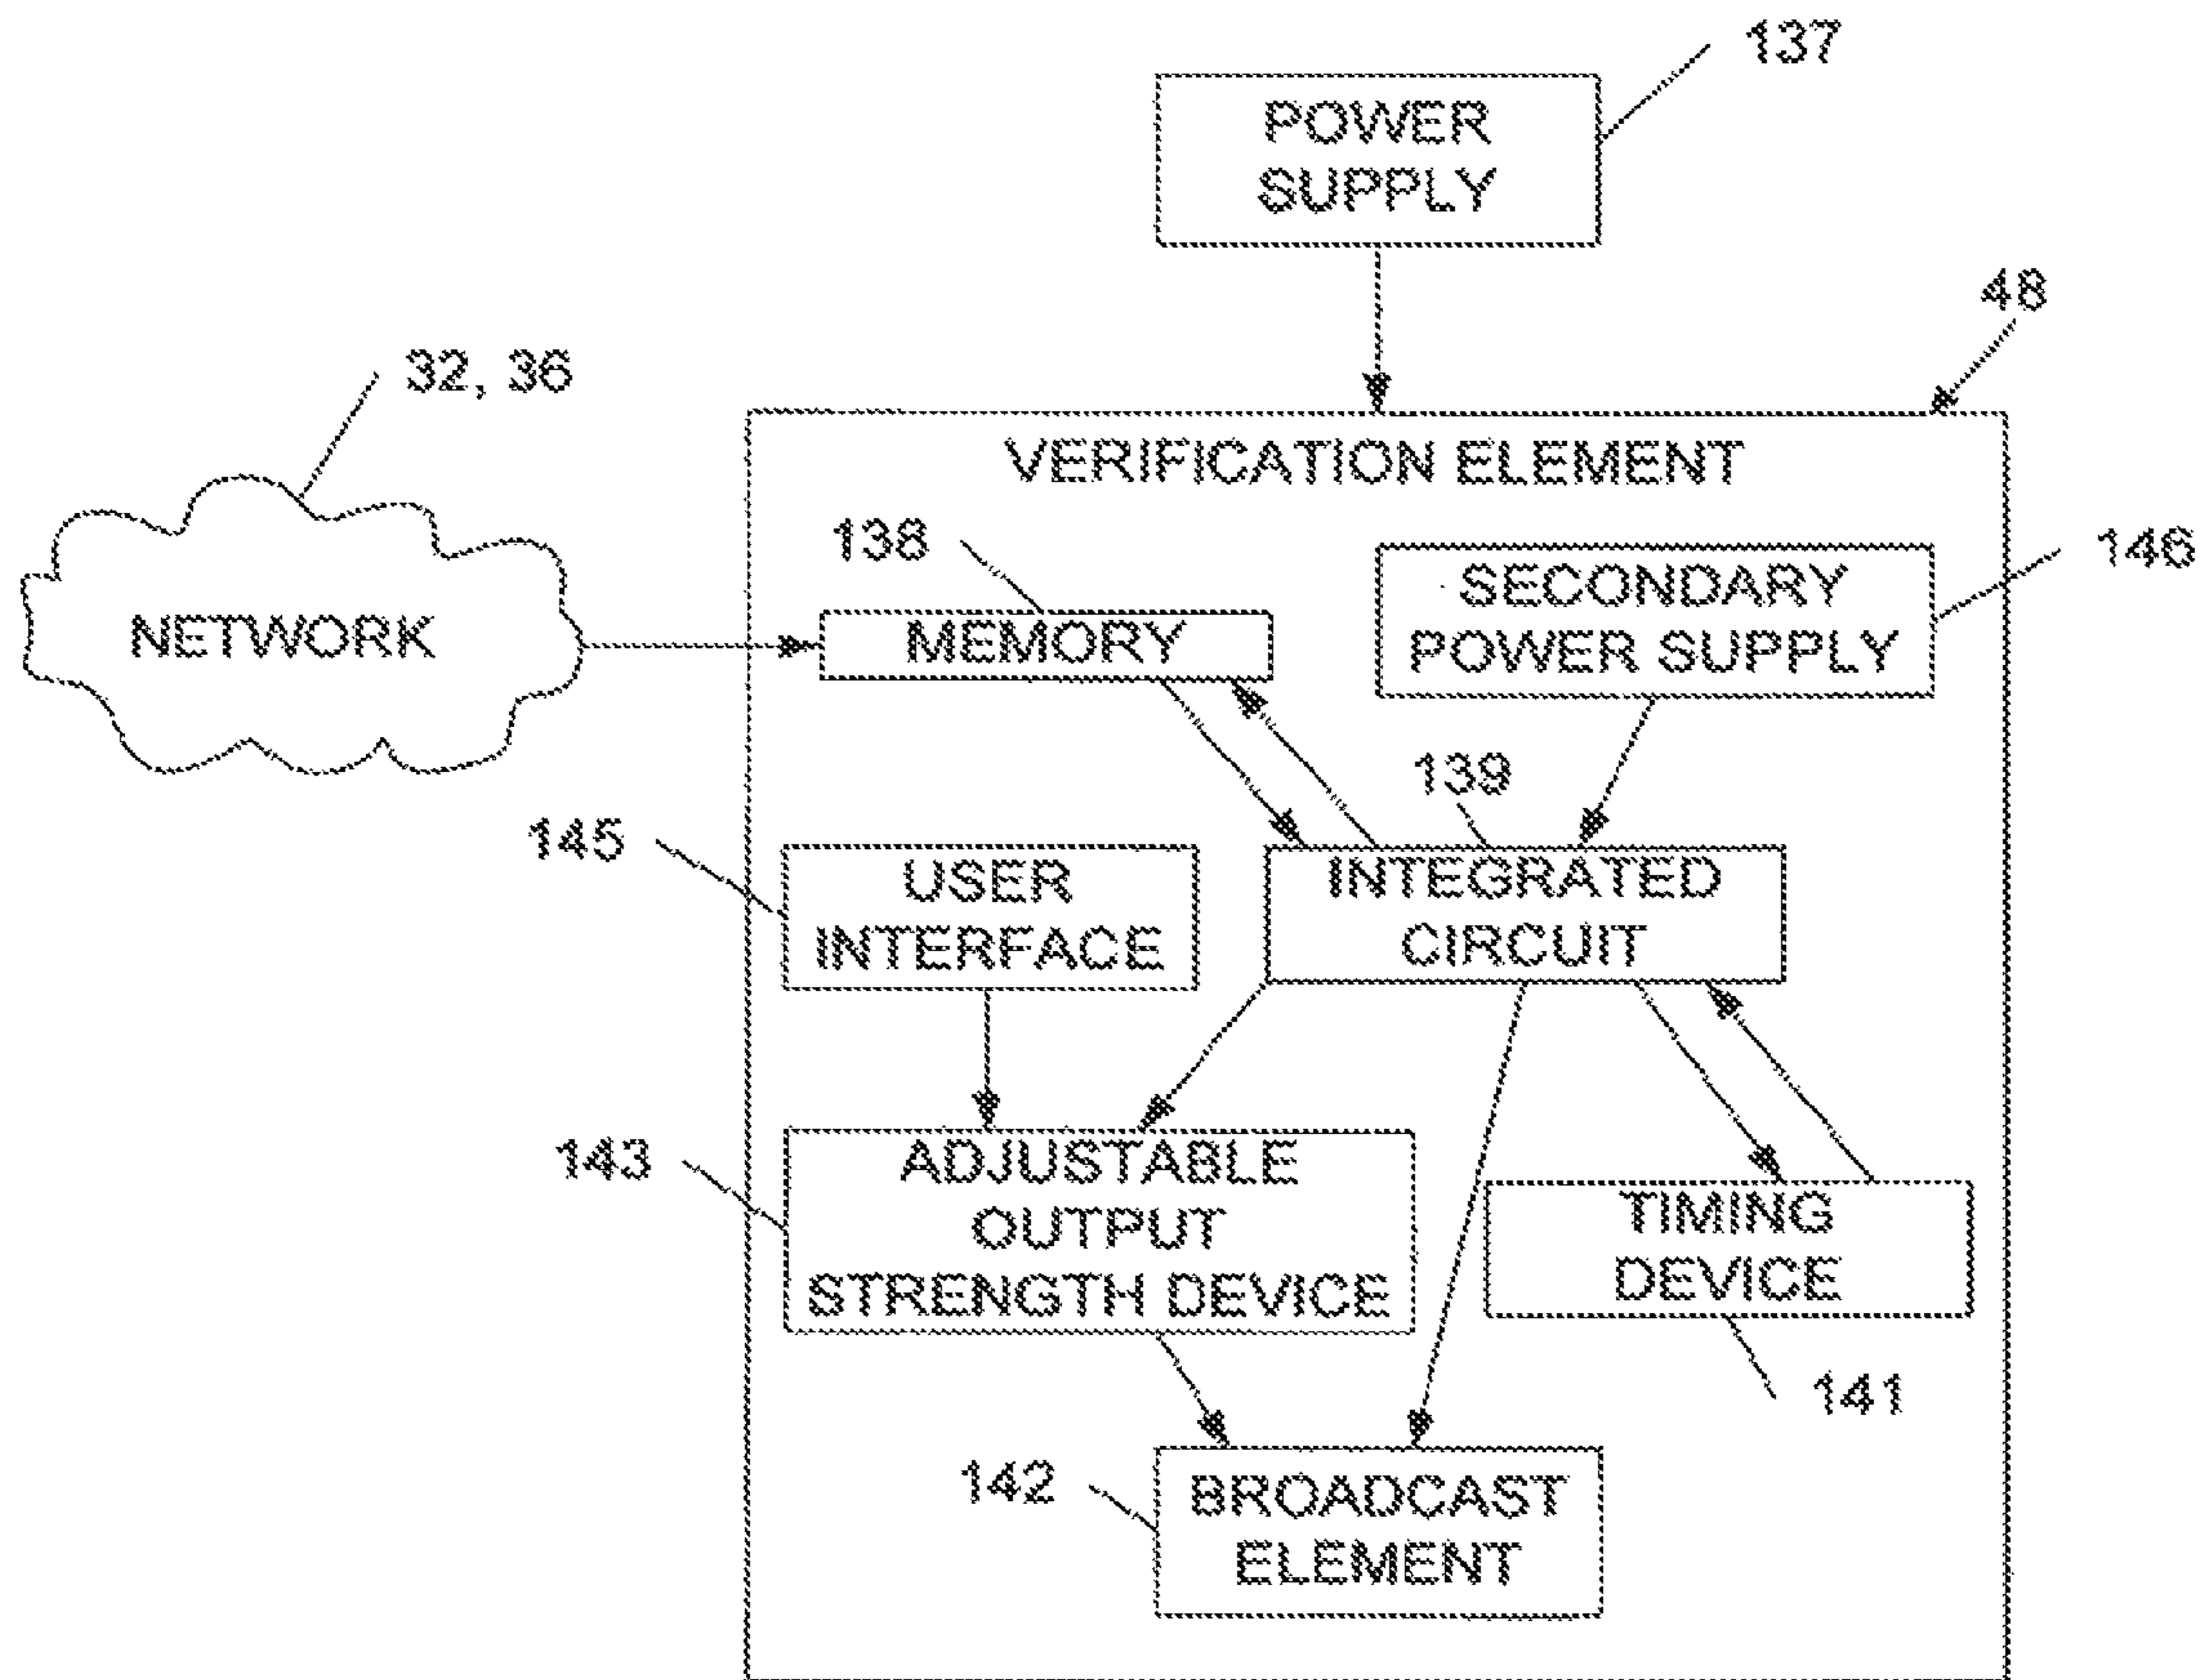 137
POWER
SUPPLY
48
32, 36
VERIFICATION ELEMENT
138
146
SECONDARY
POWER SUPPLY
NETWORK
MEMORY
139
145
USER
INTERFACE
INTEGRATED
CIRCUIT
143
ADJUSTABLE
OUTPUT
STRENGTH DEVICE
TIMING
DEVICE
141
142
BROADCAST
ELEMENT